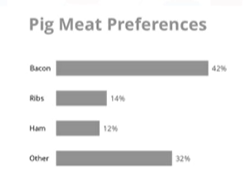 Pig Meat Preferences
Bacon 42%
Ribs 14%
Ham 12%
Other 32%